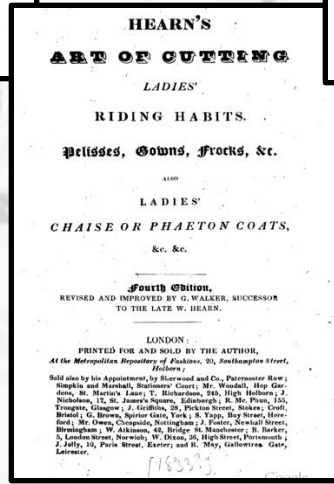 HEARN'S
ART OF CUTTING
LADIES'
RIDING HABITS,
Pelisses, Gowns, Frocks, &c.
ALSO
LADIES'
CHAISE OR PHAETON COATS,
&c. &c.
Fourth Edition,
REVISED AND IMPROVED BY G. WALKER, SUCCESSOR
TO THE LATE W. HEARN.
LONDON:
PRINTED FOR AND SOLD BY THE AUTHOR,
At the Metropolitan Repository of Fashions, 20, Southampton Street,
Holborn;
Sold also by his Appointment, by Sherwood and Co., Paternoster Row;
Simpkin and Marshall, Stationers' Court; Mr. Woodall, Hop Gar-
dens, St. Martin's Lane; T. Richardson, 245, High Holborn; J.
Nicholson, 17, St. James's Square, Edinburgh; R. Mc. Phun, 155,
Trongate, Glasgow; J. Griffiths, 28, Pickton Street, Stokes; Croft,
Bristol; G. Brown, Spirier Gate, York; S. Yapp, Buy Street, Here-
ford; Mr. Owen, Cheapside, Nottingham; J. Foster, Newhall Street,
Birmingham; W. Atkinson, 42, Bridge St. Manchester; B. Barker,
5, London Street, Norwich; W. Dixon, 36, High Street, Portsmouth;
J. Jolly, 10, Paris Street, Exeter; and R. May, Gallowtree Gate,
Leicester.
[1833?]
Google